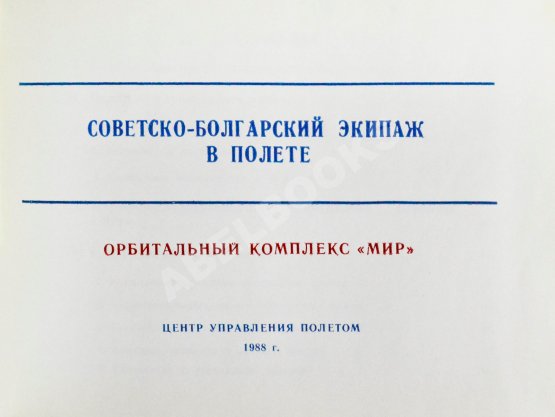 СОВЕТСКО-БОЛГАРСКИЙ ЭКИПАЖ
В ПОЛЕТЕ
ОРБИТАЛЬНЫЙ КОМПЛЕКС «МИР»
ЦЕНТР УПРАВЛЕНИЯ ПОЛЕТОМ
1988 г.